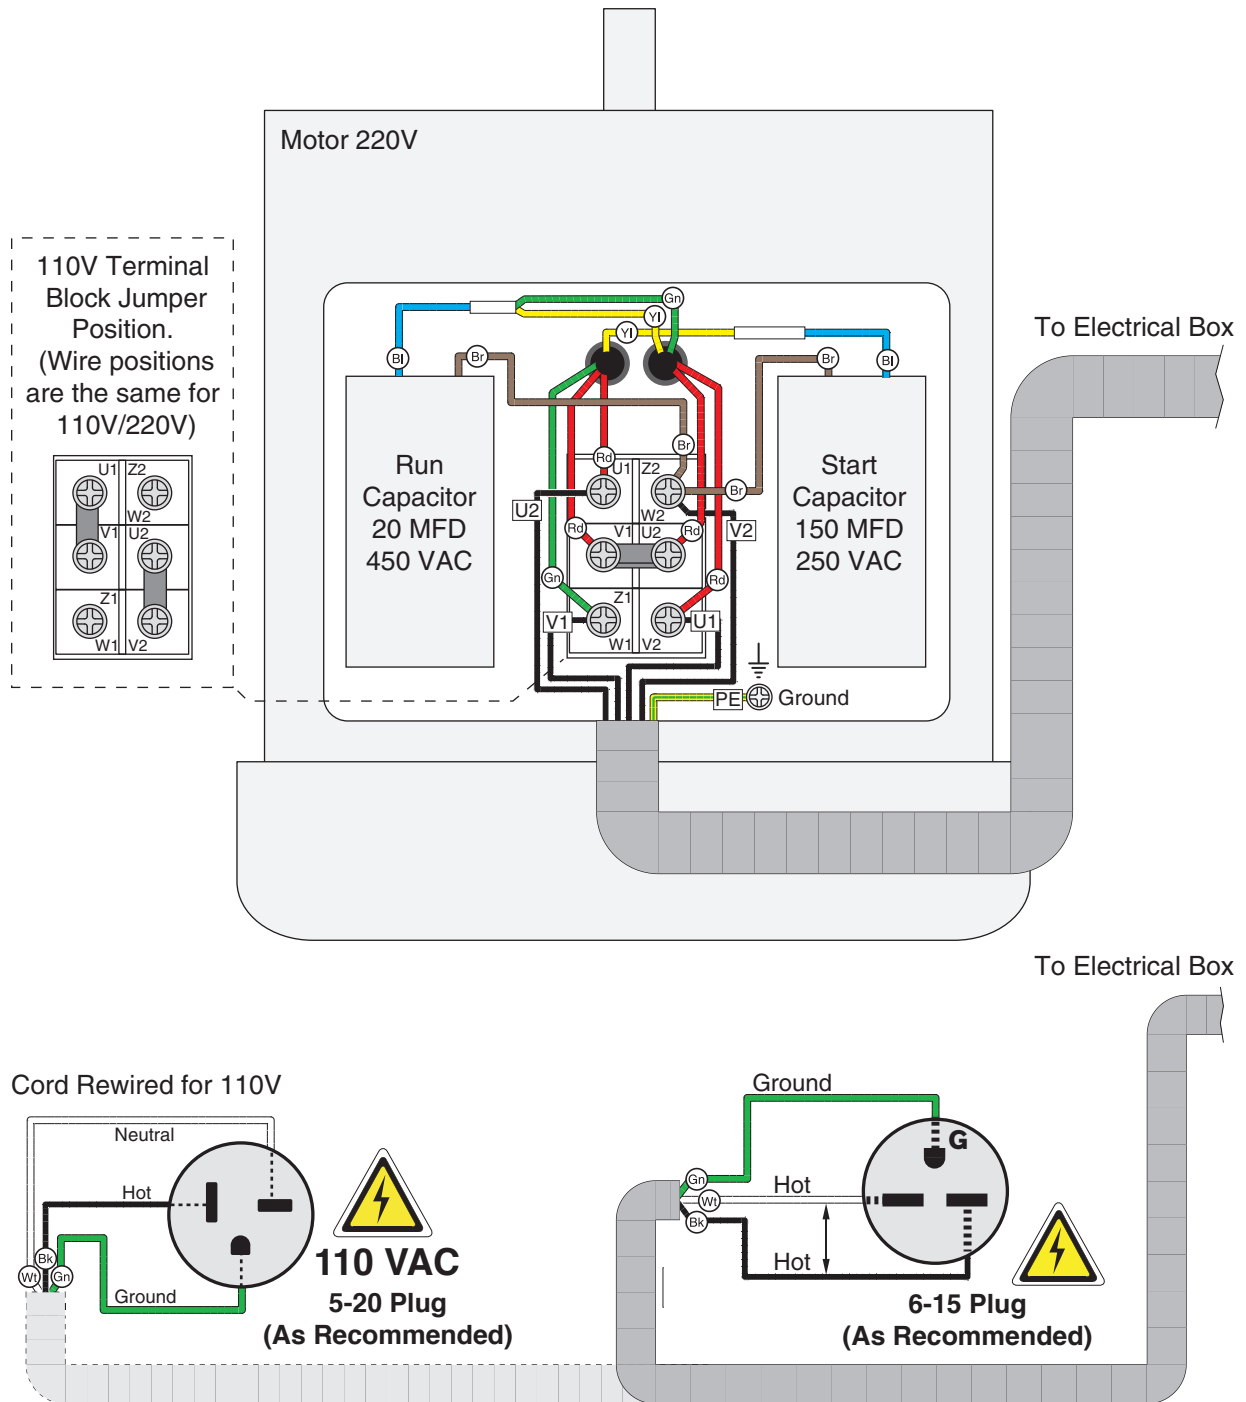 Motor 220V
110V Terminal
Block Jumper
Position.
(Wire positions
are the same for
110V/220V)
U1 Z2
W2
V1 U2
Z1
W1 V2
To Electrical Box
Gn
Yl
Yl
Bl
Br
Br
Bl
Run
Capacitor
20 MFD
450 VAC
Start
Capacitor
150 MFD
250 VAC
Br
Rd
U1 Z2
Br
U2
W2
V2
Rd
V1 U2
Rd
Gn
Rd
Z1
V1
U1
W1 V2
PE
Ground
To Electrical Box
Cord Rewired for 110V
Neutral
Hot
Bk
Wt
Gn
Ground
110 VAC
5-20 Plug
(As Recommended)
Ground
G
Gn
Hot
Wt
Bk
Hot
6-15 Plug
(As Recommended)